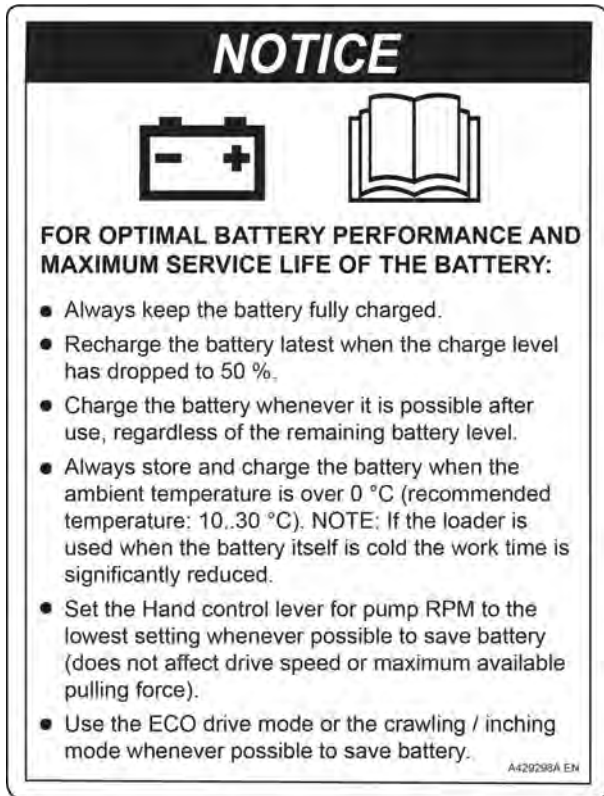 NOTICE
FOR OPTIMAL BATTERY PERFORMANCE AND
MAXIMUM SERVICE LIFE OF THE BATTERY:
● Always keep the battery fully charged.
● Recharge the battery latest when the charge level
has dropped to 50 %.
● Charge the battery whenever it is possible after
use, regardless of the remaining battery level.
● Always store and charge the battery when the
ambient temperature is over 0 °C (recommended
temperature: 10..30 °C). NOTE: If the loader is
used when the battery itself is cold the work time is
significantly reduced.
● Set the Hand control lever for pump RPM to the
lowest setting whenever possible to save battery
(does not affect drive speed or maximum available
pulling force).
● Use the ECO drive mode or the crawling / inching
mode whenever possible to save battery.
A429298A EN